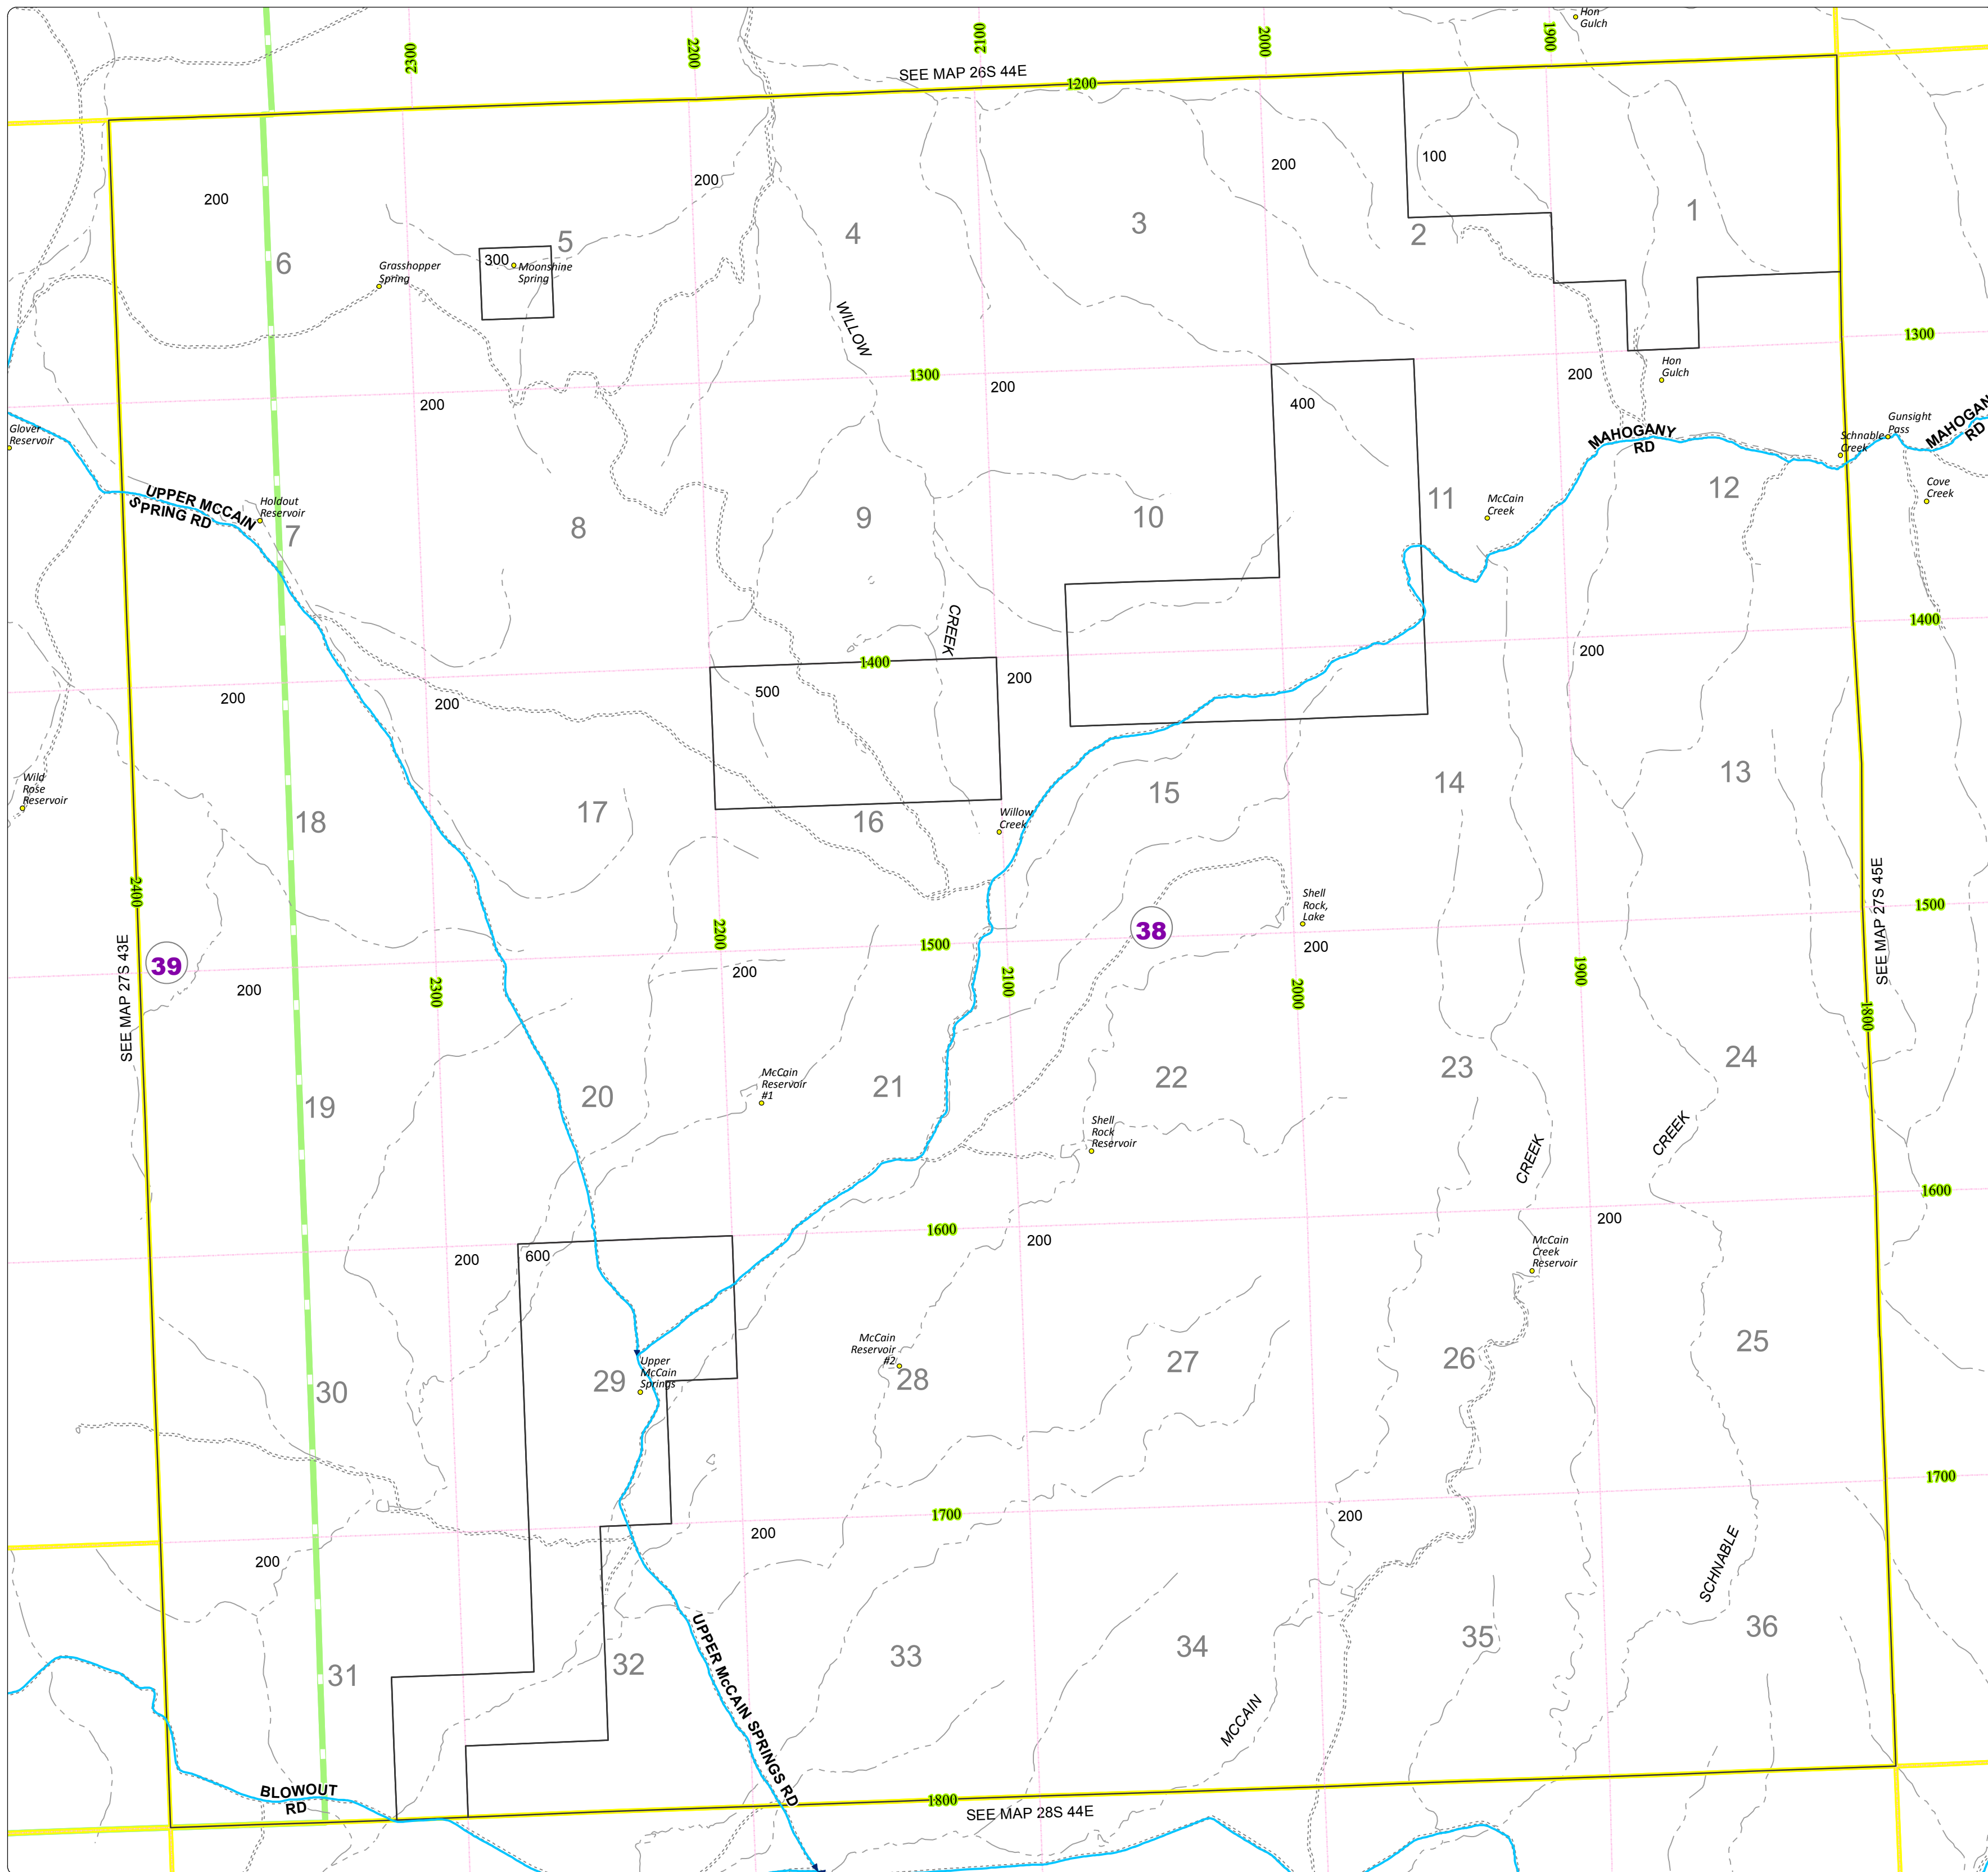 Hon
Gulch
2300
2200
2100
2000
1900
SEE MAP 26S 44E
1200
200
200
200
100
6
5
4
3
2
1
Grasshopper
Spring
300
Moonshine
Spring
WILLOW
1300
1300
200
200
400
200
Hon
Gulch
Glover
Reservoir
UPPER MCCAIN
SPRING RD
Holdout
Reservoir
7
8
9
10
11
12
McCain
Creek
MAHOGANY
RD
Schnable
Creek
Gunsight
Pass
MAHOGAN
RD
Cove
Creek
CREEK
1400
1400
200
200
500
200
200
Wild
Rose
Reservoir
18
17
16
15
14
13
Willow
Creek
2400
SEE MAP 27S 43E
39
38
Shell
Rock,
Lake
SEE MAP 27S 45E
1500
1500
200
2300
2200
200
2100
2000
200
1900
1800
19
20
21
22
23
24
McCain
Reservoir
#1
Shell
Rock
Reservoir
CREEK
CREEK
1600
1600
200
600
200
200
McCain
Creek
Reservoir
30
29
28
27
26
25
Upper
McCain
Springs
McCain
Reservoir
#2
1700
1700
200
200
200
SCHNABLE
31
32
33
34
35
36
UPPER McCAIN SPRINGS RD
MCCAIN
BLOWOUT
RD
1800
SEE MAP 28S 44E